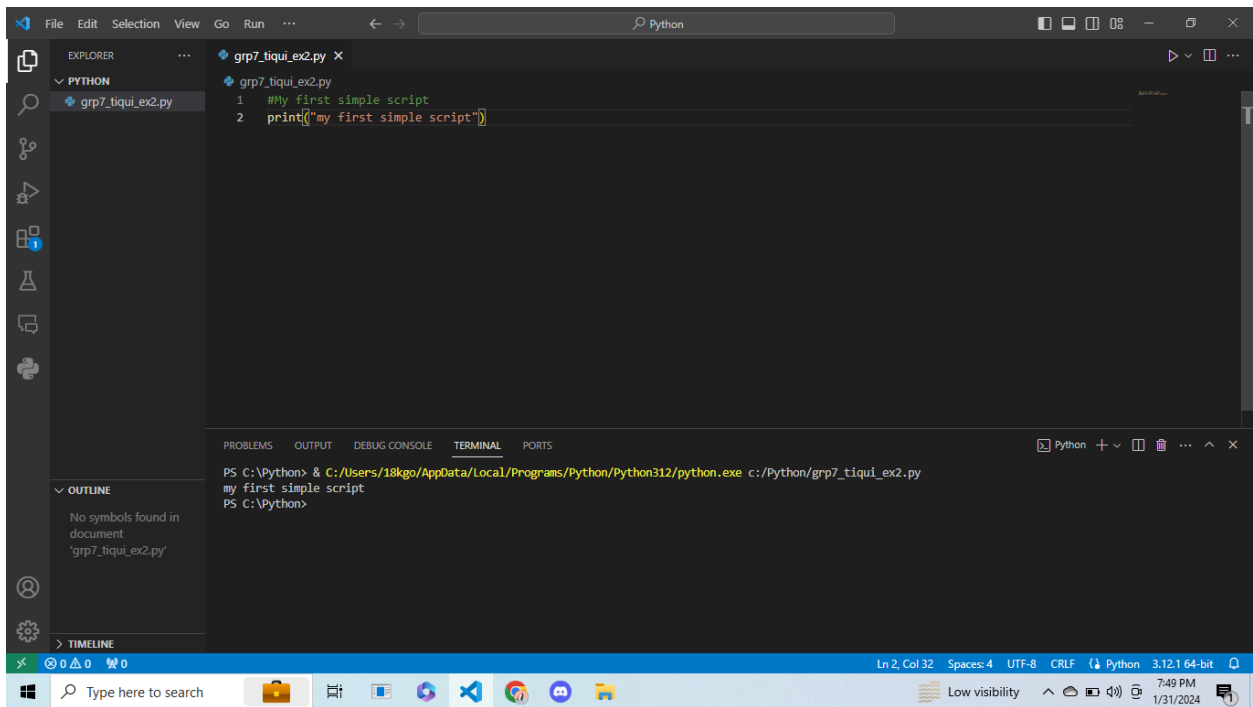 File Edit Selection View Go Run ··· ← → Python
EXPLORER ···
PYTHON
grp7_tiqui_ex2.py
grp7_tiqui_ex2.py ×
grp7_tiqui_ex2.py
1 #My first simple script
2 print("my first simple script")
PROBLEMS OUTPUT DEBUG CONSOLE TERMINAL PORTS Python
PS C:\Python> & C:/Users/18kgo/AppData/Local/Programs/Python/Python312/python.exe c:/Python/grp7_tiqui_ex2.py
my first simple script
PS C:\Python>
OUTLINE
No symbols found in
document
'grp7_tiqui_ex2.py'
TIMELINE
1
0 0 0 Ln 2, Col 32 Spaces: 4 UTF-8 CRLF Python 3.12.1 64-bit
Type here to search Low visibility 7:49 PM
1/31/2024
1